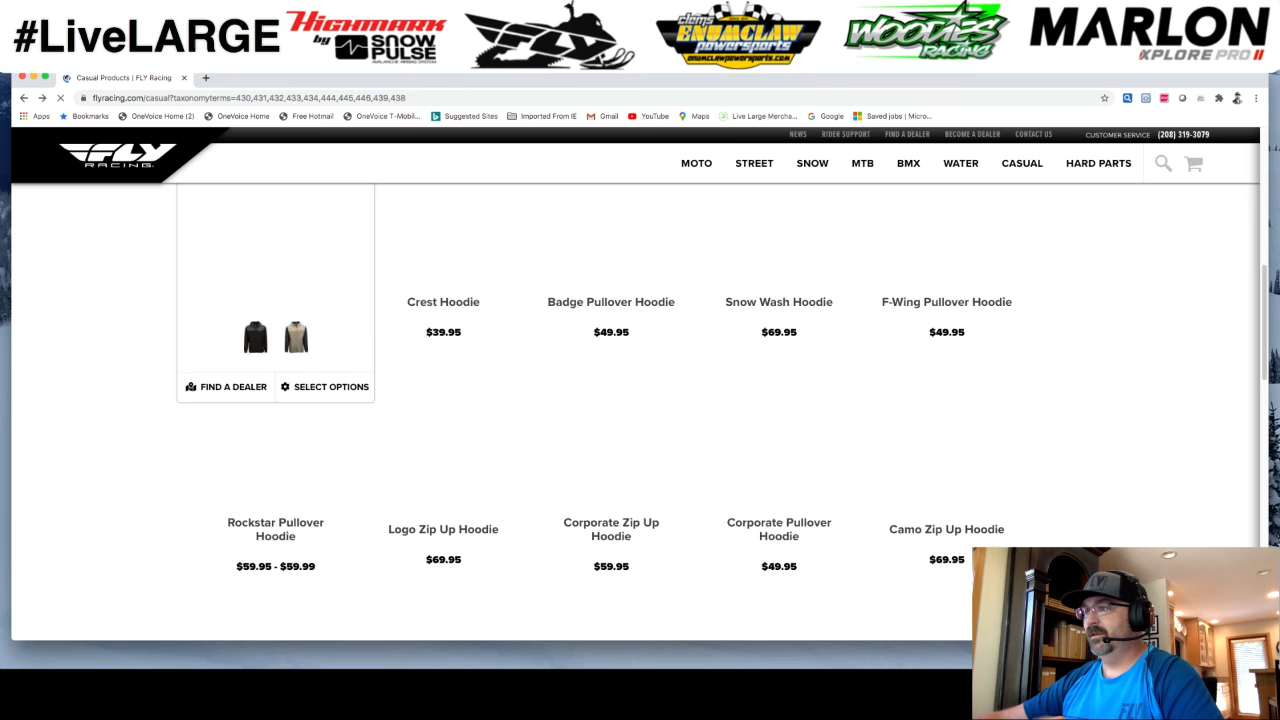 #LiveLARGE HIGHMARK by SNOW PULSE AVALANCHE AIRBAG SYSTEM FLY clems ENUMCLAW powersports enumclawpowersports.com WOODIES RACING MARLON XPLORE PRO II
Casual Products | FLY Racing
flyracing.com/casual?taxonomyterms=430,431,432,433,434,444,445,446,439,438
Apps Bookmarks OneVoice Home (2) OneVoice Home Free Hotmail OneVoice T-Mobil... Suggested Sites Imported From IE Gmail YouTube Maps Live Large Mercha... Google Saved jobs | Micro...
NEWS RIDER SUPPORT FIND A DEALER BECOME A DEALER CONTACT US CUSTOMER SERVICE (208) 319-3079
FLY RACING MOTO STREET SNOW MTB BMX WATER CASUAL HARD PARTS
Crest Hoodie Badge Pullover Hoodie Snow Wash Hoodie F-Wing Pullover Hoodie
$39.95 $49.95 $69.95 $49.95
FIND A DEALER SELECT OPTIONS
Rockstar Pullover Hoodie Logo Zip Up Hoodie Corporate Zip Up Hoodie Corporate Pullover Hoodie Camo Zip Up Hoodie
$59.95 - $59.99 $69.95 $59.95 $49.95 $69.95